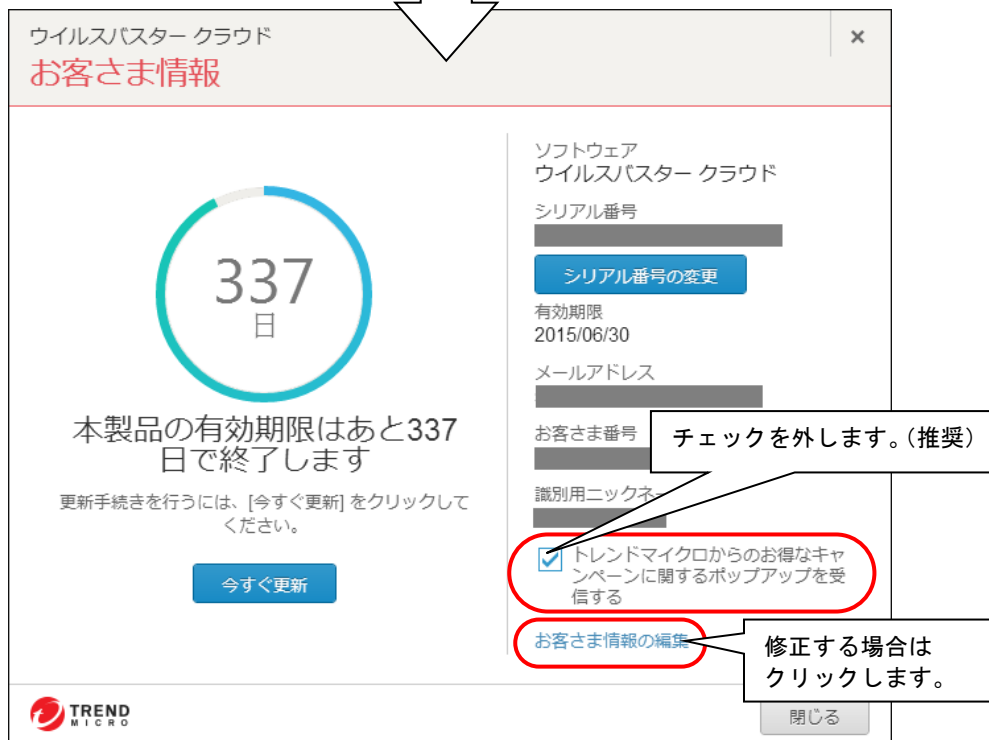 ウイルスバスター クラウド
お客さま情報
×
337
日
本製品の有効期限はあと337
日で終了します
更新手続きを行うには、[今すぐ更新] をクリックして
ください。
今すぐ更新
ソフトウェア
ウイルスバスター クラウド
シリアル番号
シリアル番号の変更
有効期限
2015/06/30
メールアドレス
お客さま番号
チェックを外します。(推奨)
識別用ニックネー
トレンドマイクロからのお得なキャ
ンペーンに関するポップアップを受
信する
お客さま情報の編集
修正する場合は
クリックします。
TREND
MICRO
閉じる